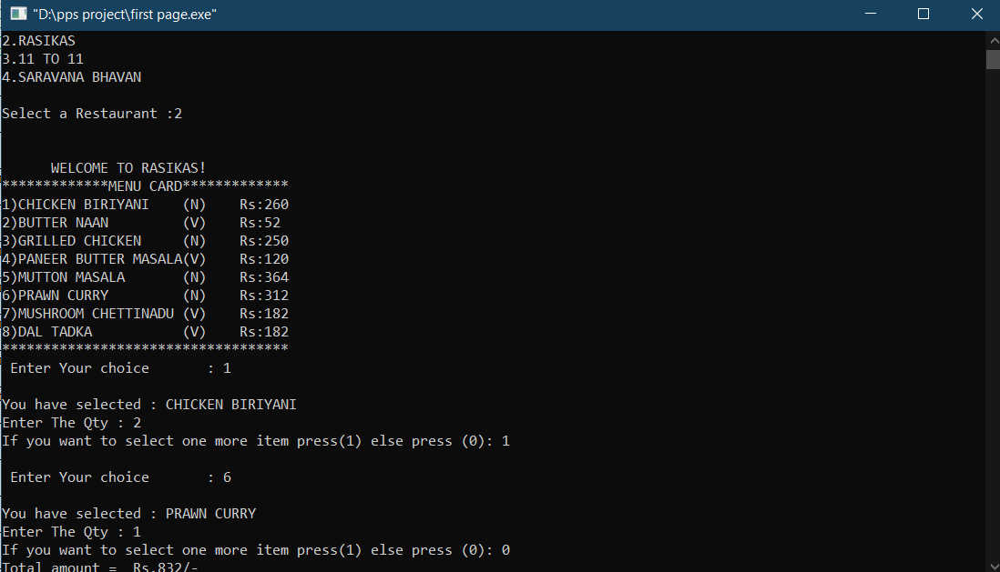 "D:\pps project\first page.exe"
2.RASIKAS
3.11 TO 11
4.SARAVANA BHAVAN
Select a Restaurant :2
WELCOME TO RASIKAS!
*************MENU CARD*************
1)CHICKEN BIRIYANI    (N)    Rs:260
2)BUTTER NAAN         (V)    Rs:52
3)GRILLED CHICKEN     (N)    Rs:250
4)PANEER BUTTER MASALA(V)    Rs:120
5)MUTTON MASALA       (N)    Rs:364
6)PRAWN CURRY         (N)    Rs:312
7)MUSHROOM CHETTINADU (V)    Rs:182
8)DAL TADKA           (V)    Rs:182
***********************************
Enter Your choice       : 1
You have selected : CHICKEN BIRIYANI
Enter The Qty : 2
If you want to select one more item press(1) else press (0): 1
Enter Your choice       : 6
You have selected : PRAWN CURRY
Enter The Qty : 1
If you want to select one more item press(1) else press (0): 0
Total amount =  Rs.832/-